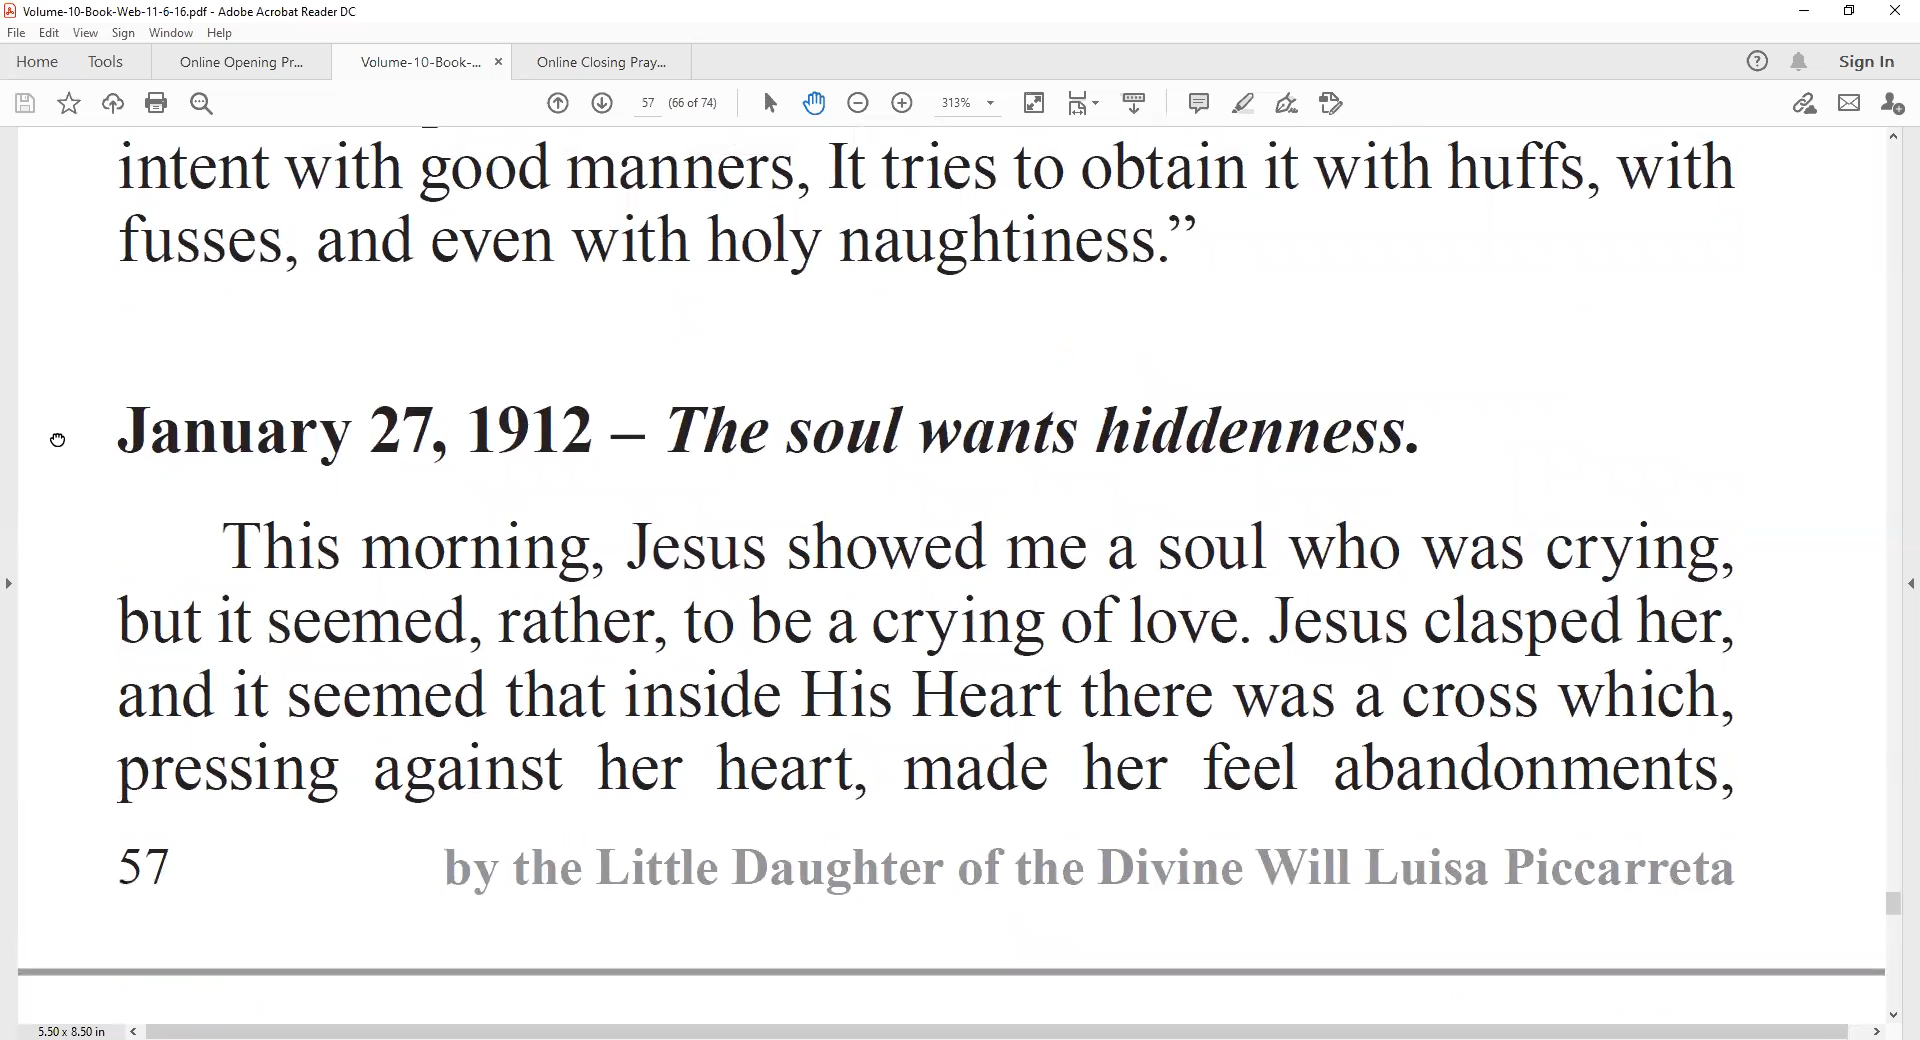 Volume-10-Book-Web-11-6-16.pdf - Adobe Acrobat Reader DC
File Edit View Sign Window Help
Home Tools Online Opening Pr... Volume-10-Book-... × Online Closing Pray... Sign In
57 (66 of 74) 313%
intent with good manners, It tries to obtain it with huffs, with
fusses, and even with holy naughtiness.”
January 27, 1912 – The soul wants hiddenness.
This morning, Jesus showed me a soul who was crying,
but it seemed, rather, to be a crying of love. Jesus clasped her,
and it seemed that inside His Heart there was a cross which,
pressing against her heart, made her feel abandonments,
57 by the Little Daughter of the Divine Will Luisa Piccarreta
5.50 x 8.50 in